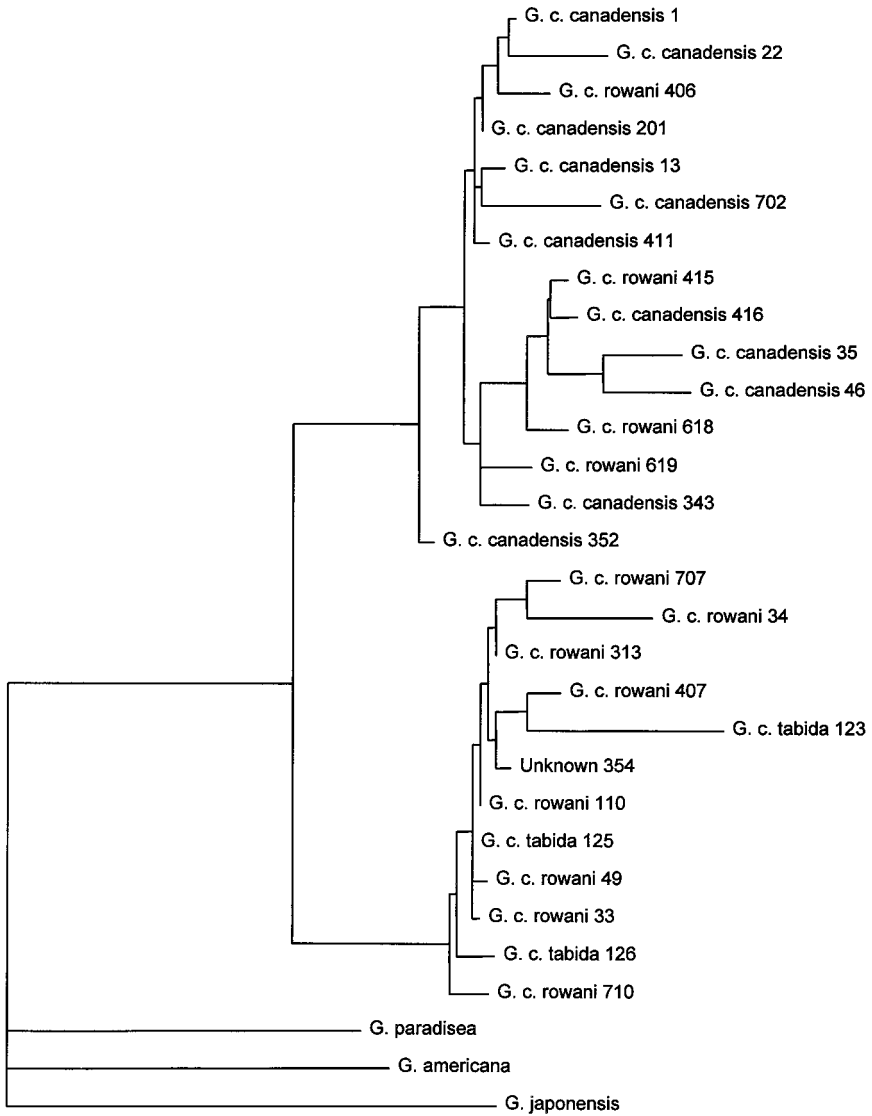 G. c. canadensis 1
G. c. canadensis 22
G. c. rowani 406
G. c. canadensis 201
G. c. canadensis 13
G. c. canadensis 702
G. c. canadensis 411
G. c. rowani 415
G. c. canadensis 416
G. c. canadensis 35
G. c. canadensis 46
G. c. rowani 618
G. c. rowani 619
G. c. canadensis 343
G. c. canadensis 352
G. c. rowani 707
G. c. rowani 34
G. c. rowani 313
G. c. rowani 407
G. c. tabida 123
Unknown 354
G. c. rowani 110
G. c. tabida 125
G. c. rowani 49
G. c. rowani 33
G. c. tabida 126
G. c. rowani 710
G. paradisea
G. americana
G. japonensis